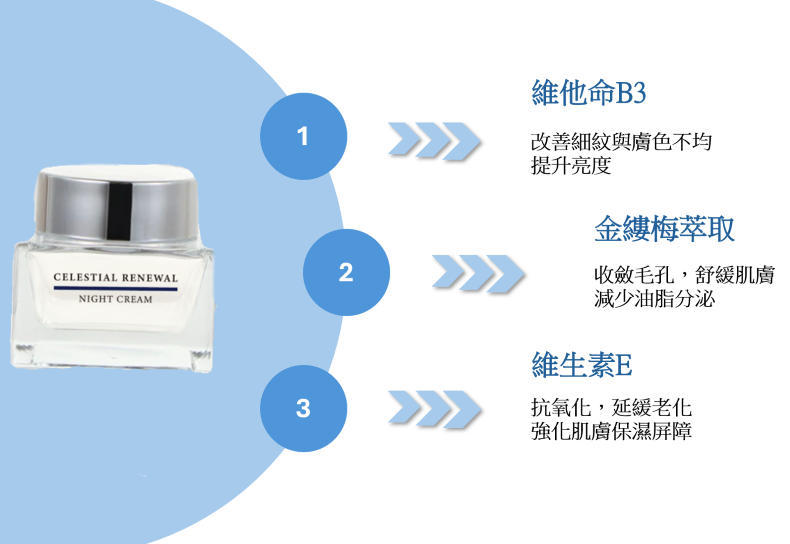 CELESTIAL RENEWAL
NIGHT CREAM
1
維他命B3
改善細紋與膚色不均
提升亮度
2
金縷梅萃取
收斂毛孔，舒緩肌膚
減少油脂分泌
3
維生素E
抗氧化，延緩老化
強化肌膚保濕屏障